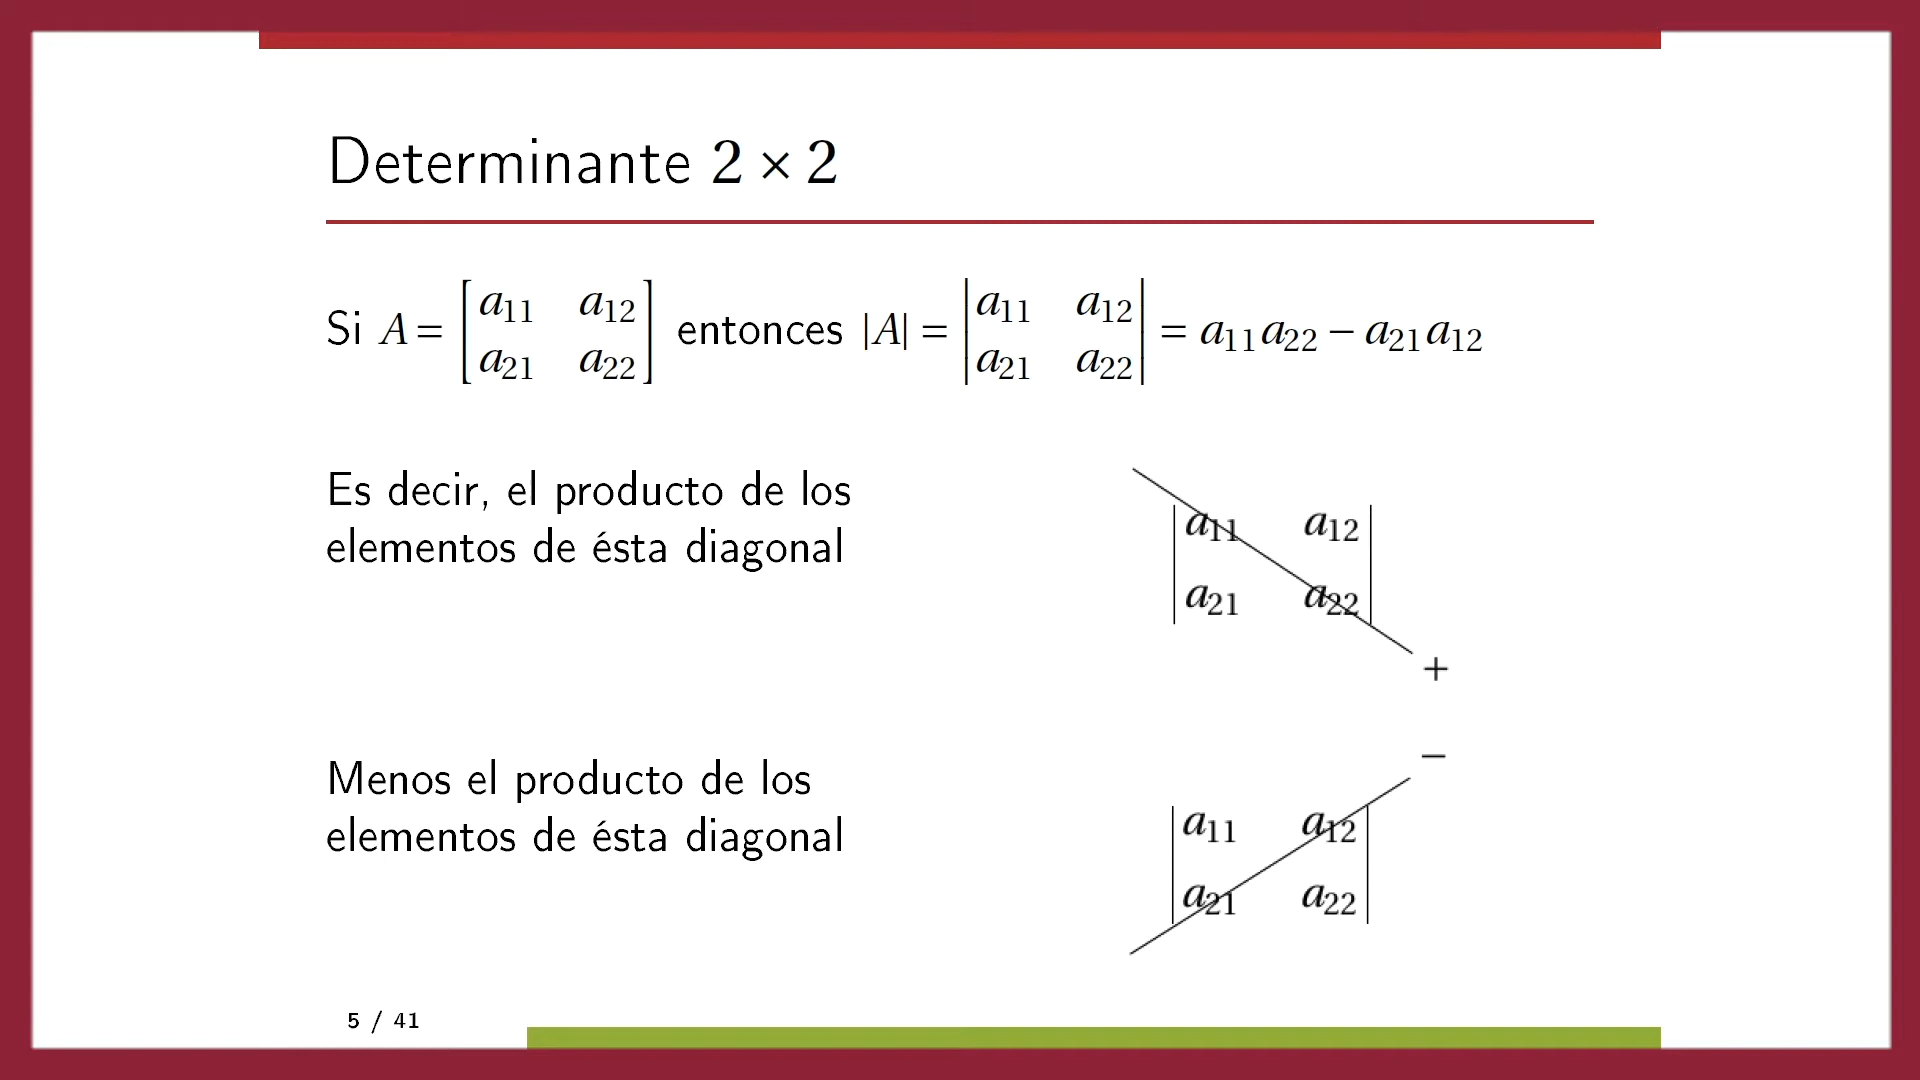 Determinante 2 × 2
Si A = [a₁₁ a₁₂
a₂₁ a₂₂] entonces |A| = |a₁₁ a₁₂
a₂₁ a₂₂| = a₁₁a₂₂ − a₂₁a₁₂
Es decir, el producto de los
elementos de ésta diagonal
|a₁₁ a₁₂|
|a₂₁ a₂₂|
+
Menos el producto de los
elementos de ésta diagonal
−
|a₁₁ a₁₂|
|a₂₁ a₂₂|
5 / 41